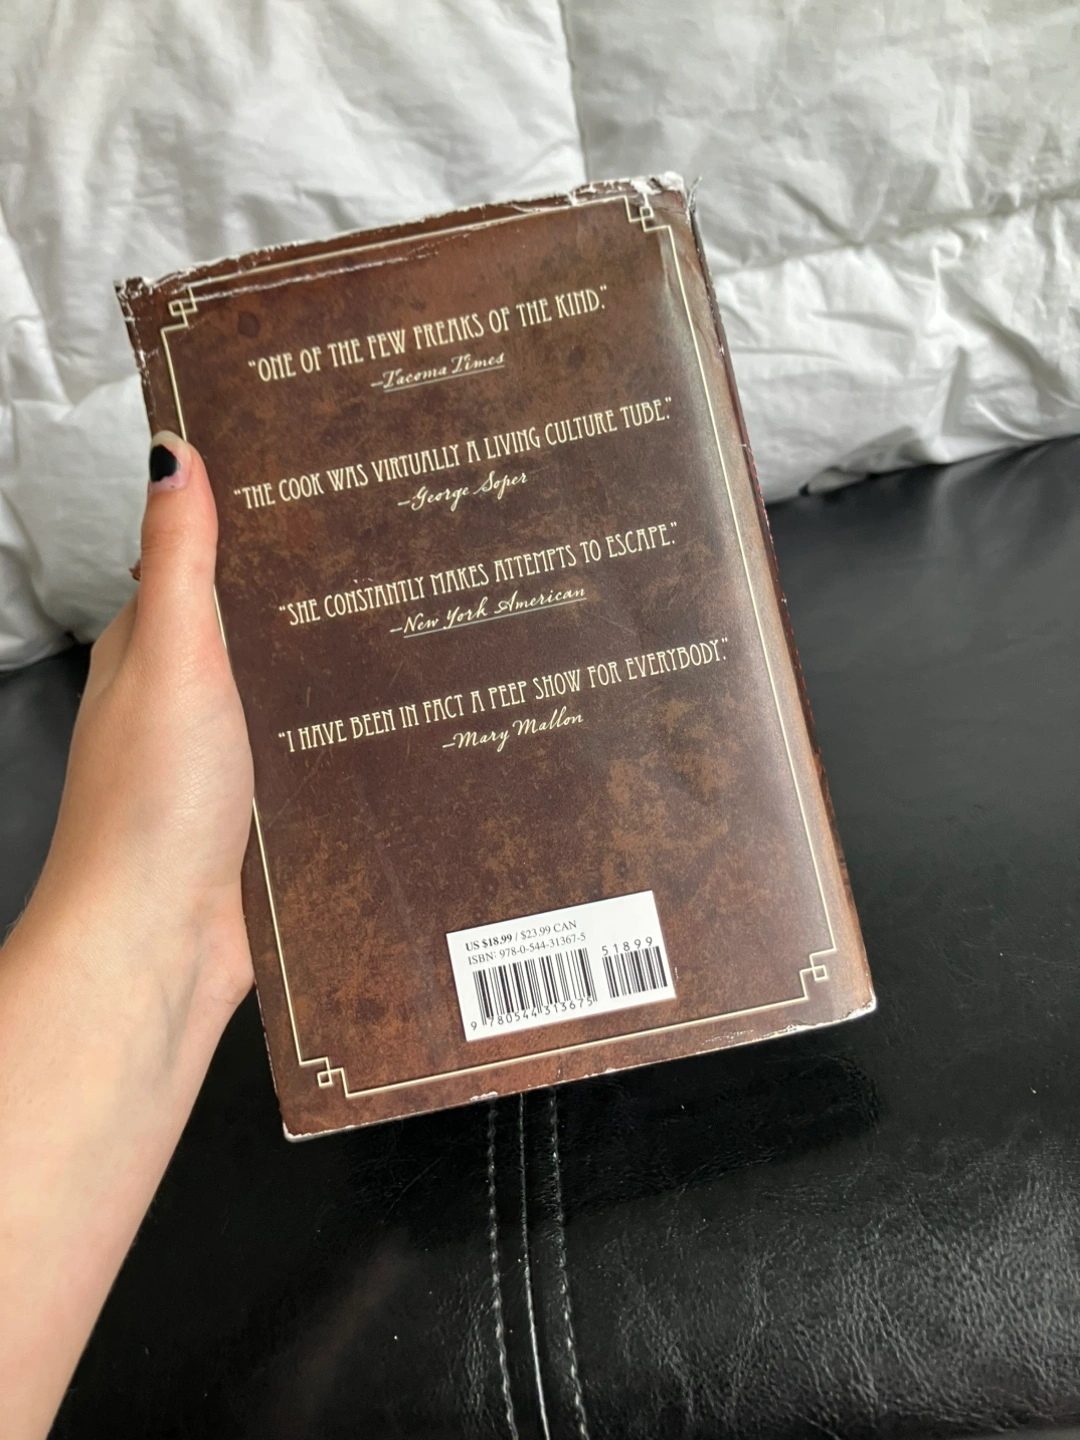 “ONE OF THE FEW FREAKS OF THE KIND.”
–Tacoma Times
“THE COOK WAS VIRTUALLY A LIVING CULTURE TUBE.”
–George Soper
“SHE CONSTANTLY MAKES ATTEMPTS TO ESCAPE.”
–New York American
“I HAVE BEEN IN FACT A PEEP SHOW FOR EVERYBODY.”
–Mary Mallon
US $18.99 / $23.99 CAN
ISBN: 978-0-544-31367-5
51899
9 780544 313675